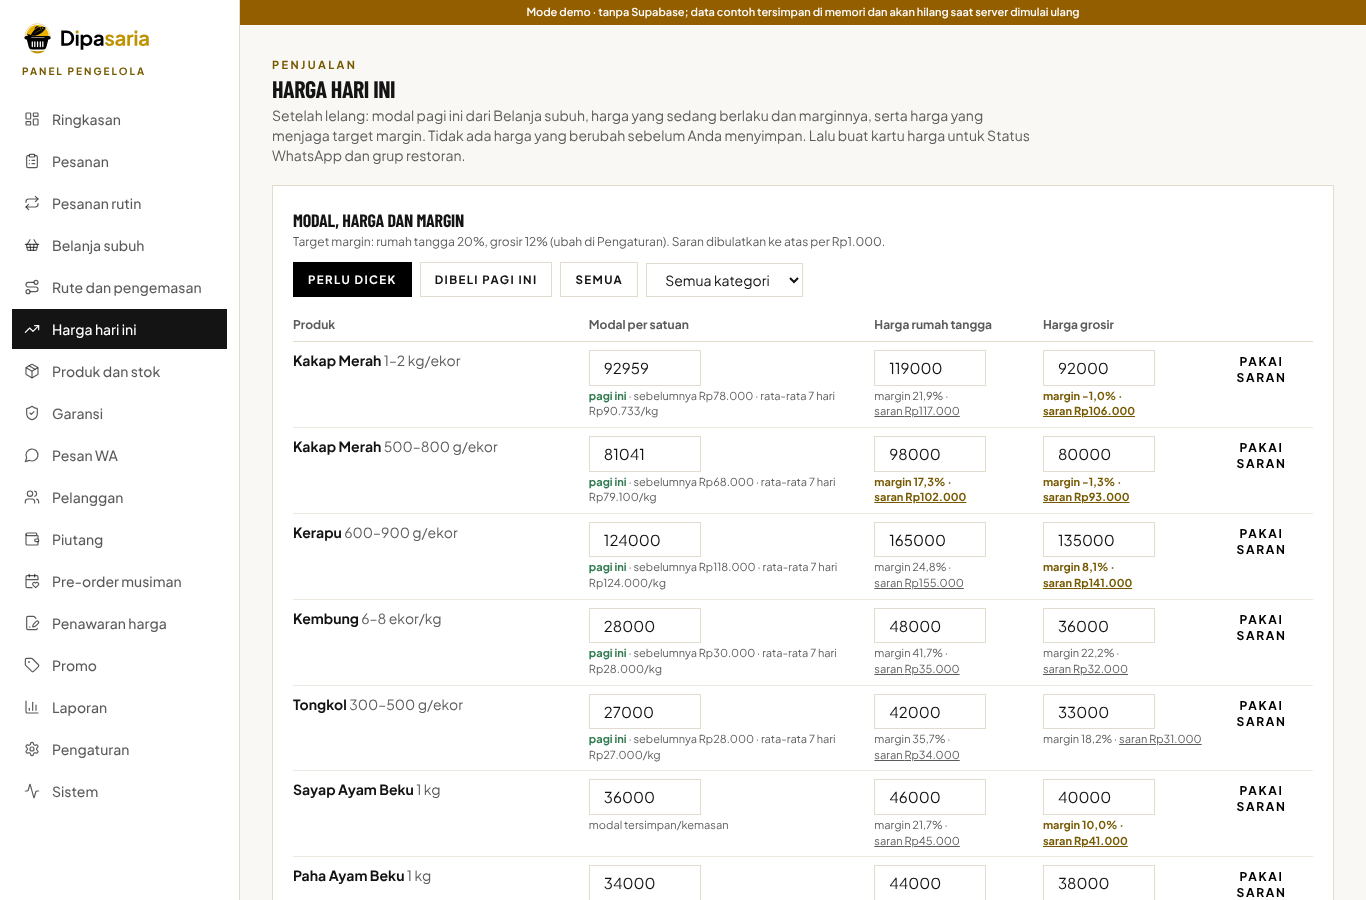 Mode demo · tanpa Supabase; data contoh tersimpan di memori dan akan hilang saat server dimulai ulang
Dipasaria
PANEL PENGELOLA
Ringkasan
Pesanan
Pesanan rutin
Belanja subuh
Rute dan pengemasan
Harga hari ini
Produk dan stok
Garansi
Pesan WA
Pelanggan
Piutang
Pre-order musiman
Penawaran harga
Promo
Laporan
Pengaturan
Sistem
PENJUALAN
HARGA HARI INI
Setelah lelang: modal pagi ini dari Belanja subuh, harga yang sedang berlaku dan marginnya, serta harga yang
menjaga target margin. Tidak ada harga yang berubah sebelum Anda menyimpan. Lalu buat kartu harga untuk Status
WhatsApp dan grup restoran.
MODAL, HARGA DAN MARGIN
Target margin: rumah tangga 20%, grosir 12% (ubah di Pengaturan). Saran dibulatkan ke atas per Rp1.000.
PERLU DICEK DIBELI PAGI INI SEMUA Semua kategori
Produk Modal per satuan Harga rumah tangga Harga grosir
Kakap Merah 1–2 kg/ekor 92959 119000 92000 PAKAI SARAN
pagi ini · sebelumnya Rp78.000 · rata-rata 7 hari margin 21,9% · margin -1,0% ·
Rp90.733/kg saran Rp117.000 saran Rp106.000
Kakap Merah 500–800 g/ekor 81041 98000 80000 PAKAI SARAN
pagi ini · sebelumnya Rp68.000 · rata-rata 7 hari margin 17,3% · margin -1,3% ·
Rp79.100/kg saran Rp102.000 saran Rp93.000
Kerapu 600–900 g/ekor 124000 165000 135000 PAKAI SARAN
pagi ini · sebelumnya Rp118.000 · rata-rata 7 hari margin 24,8% · margin 8,1% ·
Rp124.000/kg saran Rp155.000 saran Rp141.000
Kembung 6–8 ekor/kg 28000 48000 36000 PAKAI SARAN
pagi ini · sebelumnya Rp30.000 · rata-rata 7 hari margin 41,7% · margin 22,2% ·
Rp28.000/kg saran Rp35.000 saran Rp32.000
Tongkol 300–500 g/ekor 27000 42000 33000 PAKAI SARAN
pagi ini · sebelumnya Rp28.000 · rata-rata 7 hari margin 35,7% · margin 18,2% · saran Rp31.000
Rp27.000/kg saran Rp34.000
Sayap Ayam Beku 1 kg 36000 46000 40000 PAKAI SARAN
modal tersimpan/kemasan margin 21,7% · margin 10,0% ·
saran Rp45.000 saran Rp41.000
Paha Ayam Beku 1 kg 34000 44000 38000 PAKAI SARAN